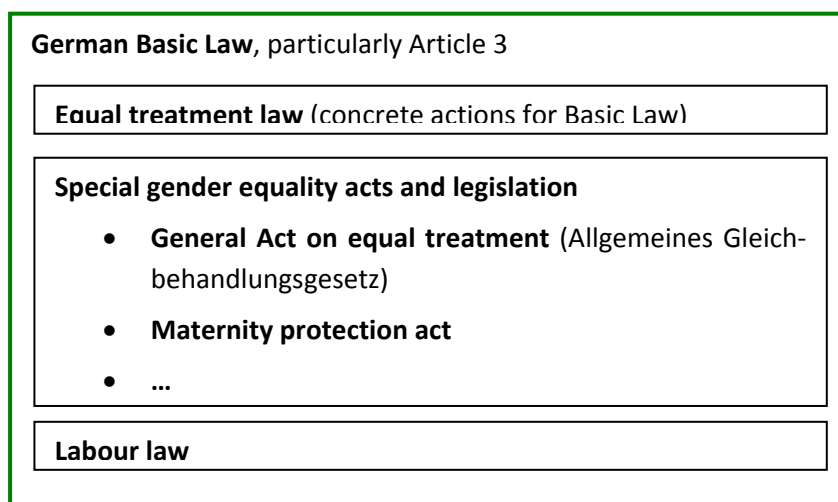 German Basic Law, particularly Article 3
Equal treatment law (concrete actions for Basic Law)
Special gender equality acts and legislation
• General Act on equal treatment (Allgemeines Gleich-
behandlungsgesetz)
• Maternity protection act
• …
Labour law